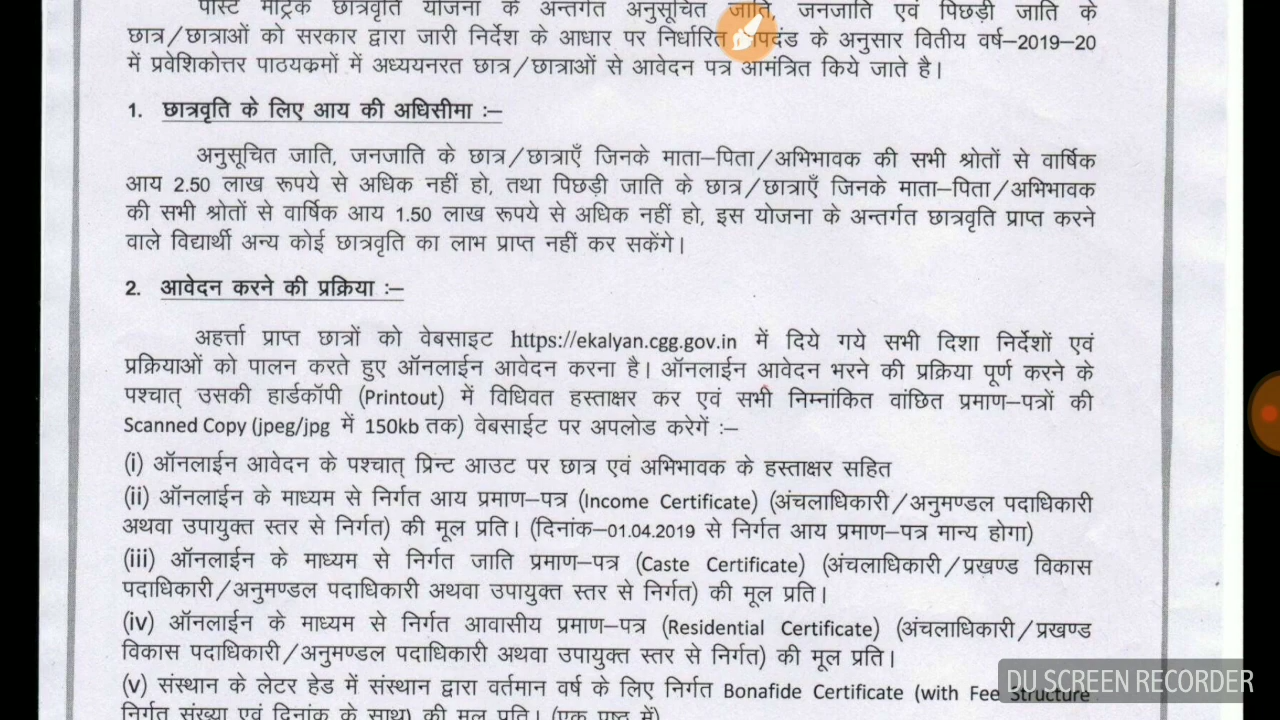 पोस्ट मैट्रिक छात्रवृति योजना के अन्तर्गत अनुसूचित जाति, जनजाति एवं पिछड़ी जाति के
छात्र/छात्राओं को सरकार द्वारा जारी निर्देश के आधार पर निर्धारित के अनुसार वितीय वर्ष–2019–20
में प्रवेशिकोत्तर पाठयक्रमों में अध्ययनरत छात्र/छात्राओं से आवेदन पत्र आमंत्रित किये जाते है।
1. छात्रवृति के लिए आय की अधिसीमा :–
अनुसूचित जाति, जनजाति के छात्र/छात्राएँ जिनके माता–पिता/अभिभावक की सभी श्रोतों से वार्षिक
आय 2.50 लाख रूपये से अधिक नहीं हो, तथा पिछड़ी जाति के छात्र/छात्राएँ जिनके माता–पिता/अभिभावक
की सभी श्रोतों से वार्षिक आय 1.50 लाख रूपये से अधिक नहीं हो, इस योजना के अन्तर्गत छात्रवृति प्राप्त करने
वाले विद्यार्थी अन्य कोई छात्रवृति का लाभ प्राप्त नहीं कर सकेंगे।
2. आवेदन करने की प्रक्रिया :–
अहर्त्ता प्राप्त छात्रों को वेबसाइट https://ekalyan.cgg.gov.in में दिये गये सभी दिशा निर्देशों एवं
प्रक्रियाओं को पालन करते हुए ऑनलाईन आवेदन करना है। ऑनलाईन आवेदन भरने की प्रक्रिया पूर्ण करने के
पश्चात् उसकी हार्डकॉपी (Printout) में विधिवत हस्ताक्षर कर एवं सभी निम्नांकित वांछित प्रमाण–पत्रों की
Scanned Copy (jpeg/jpg में 150kb तक) वेबसाईट पर अपलोड करेगें :–
(i) ऑनलाईन आवेदन के पश्चात् प्रिन्ट आउट पर छात्र एवं अभिभावक के हस्ताक्षर सहित
(ii) ऑनलाईन के माध्यम से निर्गत आय प्रमाण–पत्र (Income Certificate) (अंचलाधिकारी/अनुमण्डल पदाधिकारी
अथवा उपायुक्त स्तर से निर्गत) की मूल प्रति। (दिनांक–01.04.2019 से निर्गत आय प्रमाण–पत्र मान्य होगा)
(iii) ऑनलाईन के माध्यम से निर्गत जाति प्रमाण–पत्र (Caste Certificate) (अंचलाधिकारी/प्रखण्ड विकास
पदाधिकारी/अनुमण्डल पदाधिकारी अथवा उपायुक्त स्तर से निर्गत) की मूल प्रति।
(iv) ऑनलाईन के माध्यम से निर्गत आवासीय प्रमाण–पत्र (Residential Certificate) (अंचलाधिकारी/प्रखण्ड
विकास पदाधिकारी/अनुमण्डल पदाधिकारी अथवा उपायुक्त स्तर से निर्गत) की मूल प्रति।
(v) संस्थान के लेटर हेड में संस्थान द्वारा वर्तमान वर्ष के लिए निर्गत Bonafide Certificate (with Fee Structure
निर्गत संख्या एवं दिनांक के साथ) की मूल प्रति। (एक पृष्ठ में)
DU SCREEN RECORDER